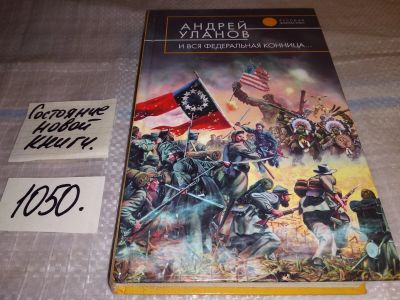 АНДРЕЙ
УЛАНОВ
И ВСЯ ФЕДЕРАЛЬНАЯ КОННИЦА...
Состояние
новой
книги.
1050.